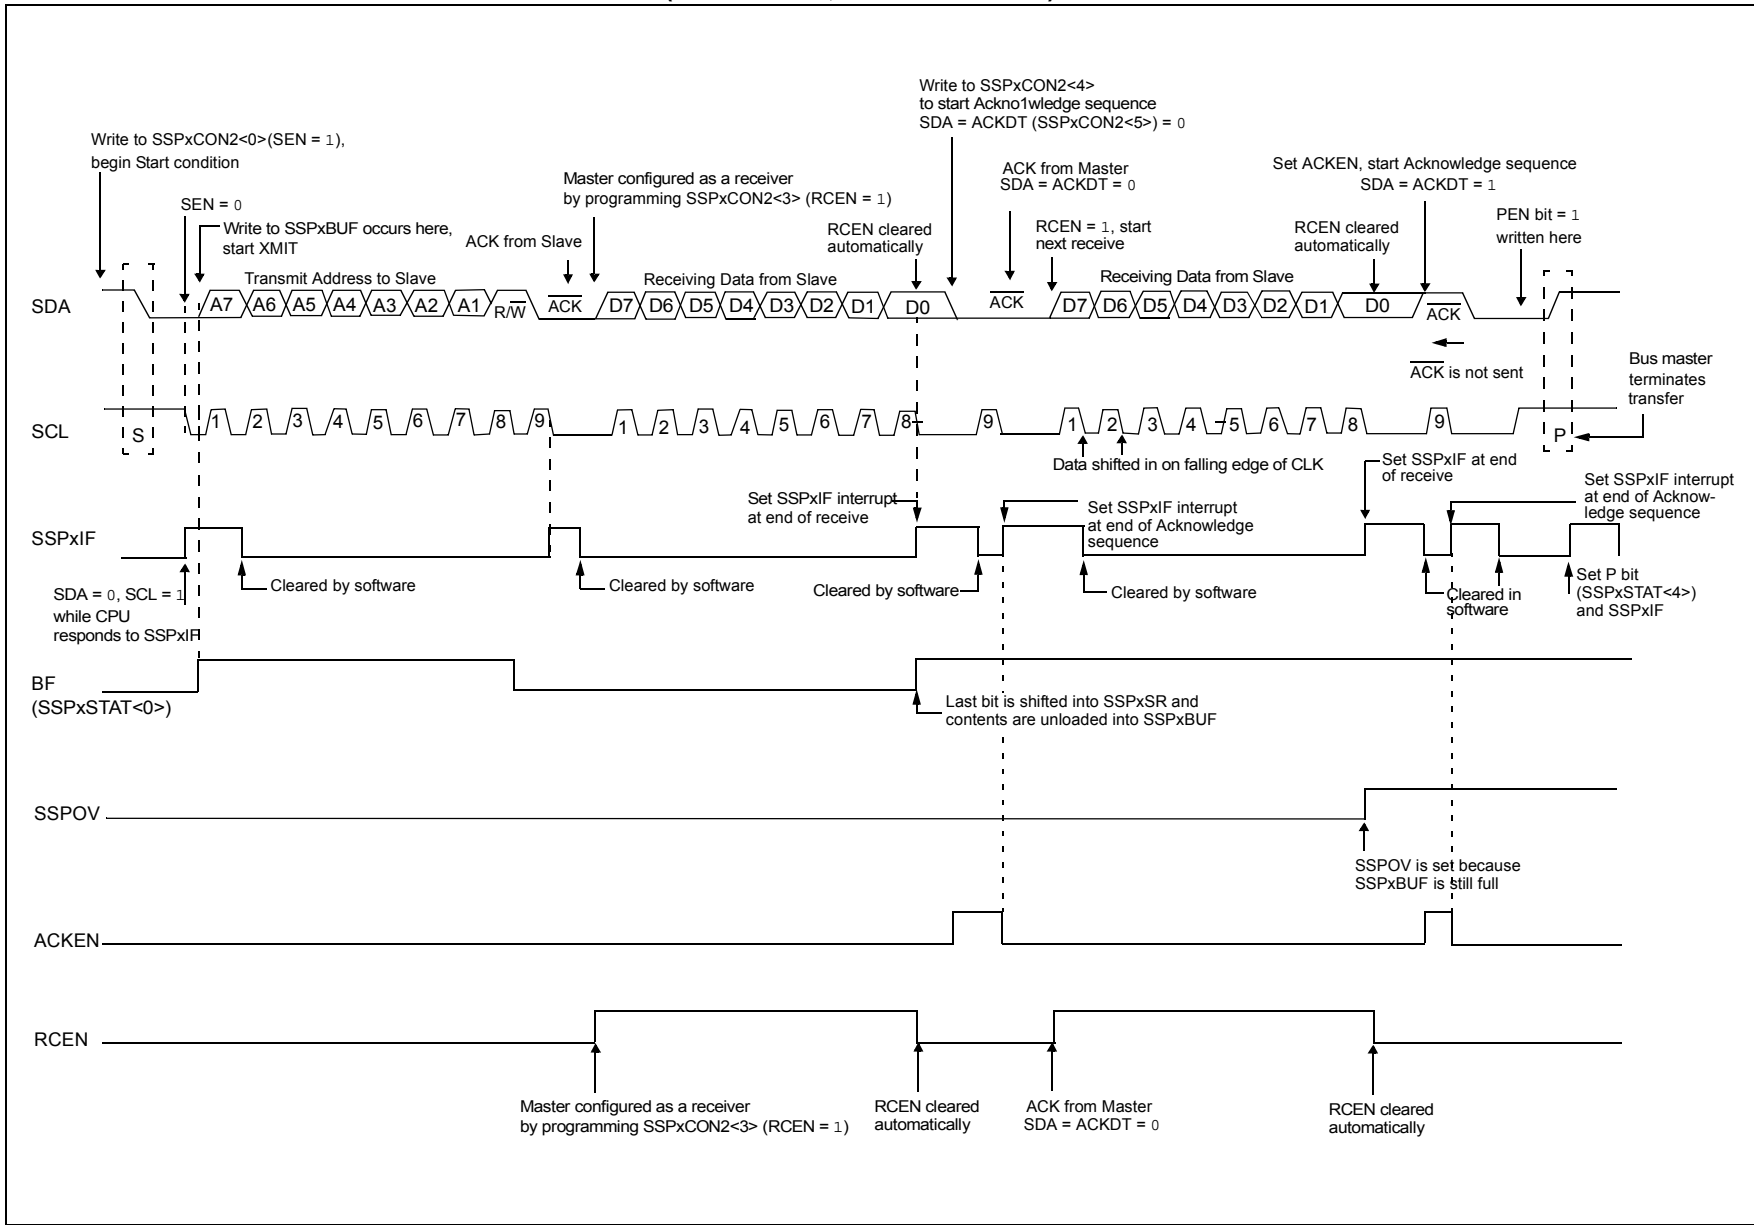 Write to SSPxCON2<4>
to start Ackno1wledge sequence
SDA = ACKDT (SSPxCON2<5>) = 0
Write to SSPxCON2<0>(SEN = 1),
begin Start condition
Master configured as a receiver
by programming SSPxCON2<3> (RCEN = 1)
ACK from Master
SDA = ACKDT = 0
Set ACKEN, start Acknowledge sequence
SDA = ACKDT = 1
SEN = 0
Write to SSPxBUF occurs here,
start XMIT
ACK from Slave
RCEN cleared
automatically
RCEN = 1, start
next receive
RCEN cleared
automatically
PEN bit = 1
written here
Transmit Address to Slave
Receiving Data from Slave
Receiving Data from Slave
SDA
A7 A6 A5 A4 A3 A2 A1 R/W ACK D7 D6 D5 D4 D3 D2 D1 D0 ACK D7 D6 D5 D4 D3 D2 D1 D0 ACK
ACK is not sent
Bus master
terminates
transfer
SCL
S 1 2 3 4 5 6 7 8 9 1 2 3 4 5 6 7 8 9 1 2 3 4 5 6 7 8 9 P
Data shifted in on falling edge of CLK
Set SSPxIF at end
of receive
Set SSPxIF interrupt
at end of receive
Set SSPxIF interrupt
at end of Acknowledge
sequence
Set SSPxIF interrupt
at end of Acknow-
ledge sequence
SSPxIF
SDA = 0, SCL = 1
while CPU
responds to SSPxIF
Cleared by software
Cleared by software
Cleared by software
Cleared by software
Cleared in
software
Set P bit
(SSPxSTAT<4>)
and SSPxIF
BF
(SSPxSTAT<0>)
Last bit is shifted into SSPxSR and
contents are unloaded into SSPxBUF
SSPOV
SSPOV is set because
SSPxBUF is still full
ACKEN
RCEN
Master configured as a receiver
by programming SSPxCON2<3> (RCEN = 1)
RCEN cleared
automatically
ACK from Master
SDA = ACKDT = 0
RCEN cleared
automatically